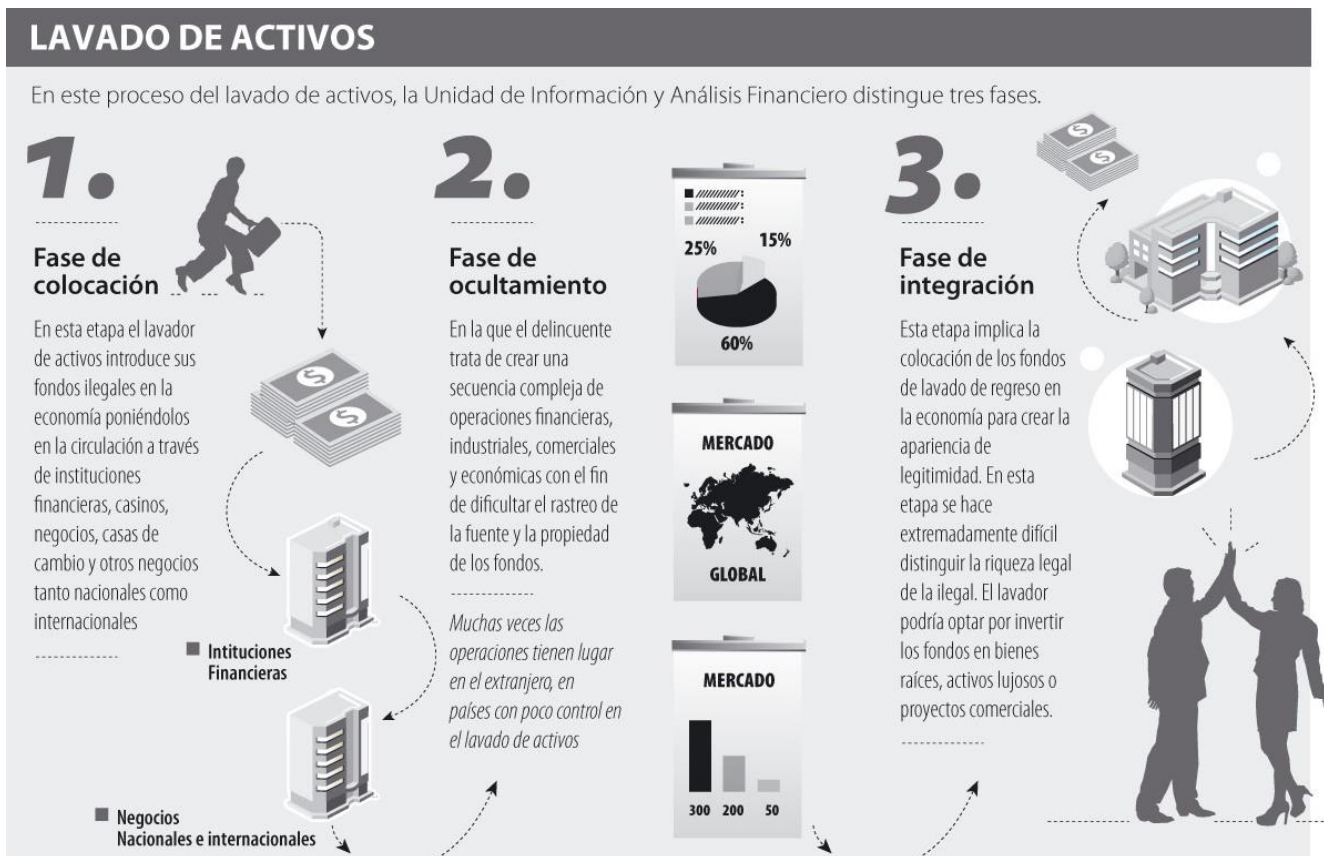 LAVADO DE ACTIVOS
En este proceso del lavado de activos, la Unidad de Información y Análisis Financiero distingue tres fases.
1.
Fase de
colocación
En esta etapa el lavador
de activos introduce sus
fondos ilegales en la
economía poniéndolos
en la circulación a través
de instituciones
financieras, casinos,
negocios, casas de
cambio y otros negocios
tanto nacionales como
internacionales
$
$
Intituciones
Financieras
Negocios
Nacionales e internacionales
2.
Fase de
ocultamiento
En la que el delincuente
trata de crear una
secuencia compleja de
operaciones financieras,
industriales, comerciales
y económicas con el fin
de dificultar el rastreo de
la fuente y la propiedad
de los fondos.
Muchas veces las
operaciones tienen lugar
en el extranjero, en
países con poco control en
el lavado de activos
25% 15%
60%
MERCADO
GLOBAL
MERCADO
300 200 50
3.
Fase de
integración
Esta etapa implica la
colocación de los fondos
de lavado de regreso en
la economía para crear la
apariencia de
legitimidad. En esta
etapa se hace
extremadamente difícil
distinguir la riqueza legal
de la ilegal. El lavador
podría optar por invertir
los fondos en bienes
raíces, activos lujosos o
proyectos comerciales.
$
$